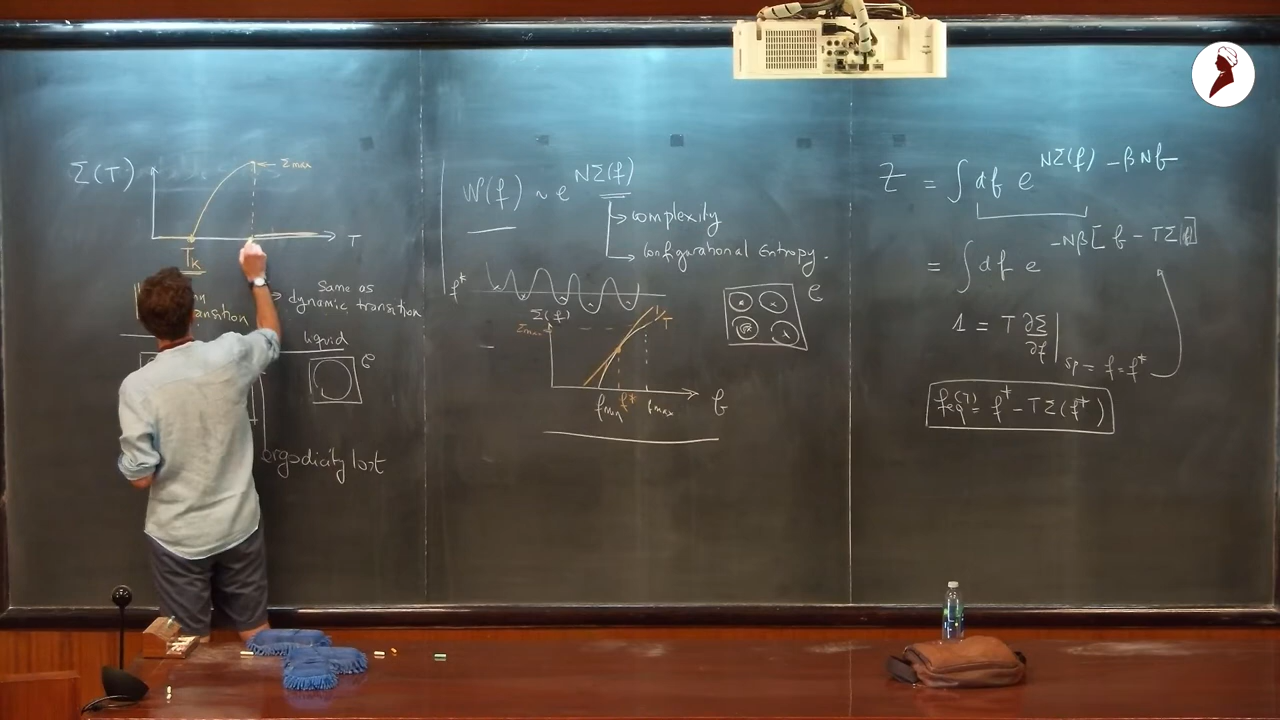 Σ(T)
Σmax
T
T_K
Same as
→ dynamic transition
liquid
e
ergodicity lost
N(f) ~ e^{NΣ(f)}
→ complexity
→ Configurational Entropy.
f*
e
Σ(f)
Σmax
T
fmin f* fmax f
Z = ∫ df e^{NΣ(f) - βNf}
= ∫ df e^{-Nβ[f - TΣ(f)]}
1 = T ∂Σ/∂f |_{sp = f = f*}
feq(T) = f* - TΣ(f*)